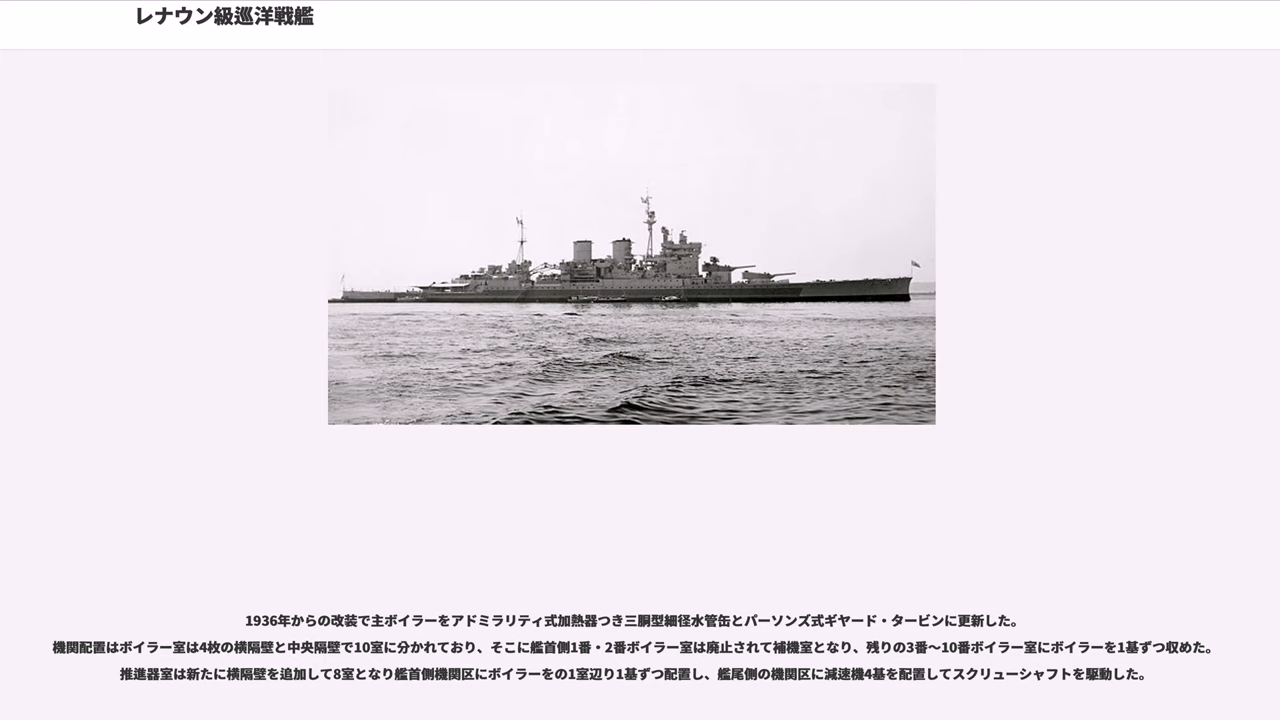 レナウン級巡洋戦艦
1936年からの改装で主ボイラーをアドミラリティ式加熱器つき三胴型細径水管缶とパーソンズ式ギヤード・タービンに更新した。
機関配置はボイラー室は4枚の横隔壁と中央隔壁で10室に分かれており、そこに艦首側1番・2番ボイラー室は廃止されて補機室となり、残りの3番～10番ボイラー室にボイラーを1基ずつ収めた。
推進器室は新たに横隔壁を追加して8室となり艦首側機関区にボイラーをの1室辺り1基ずつ配置し、艦尾側の機関区に減速機4基を配置してスクリューシャフトを駆動した。